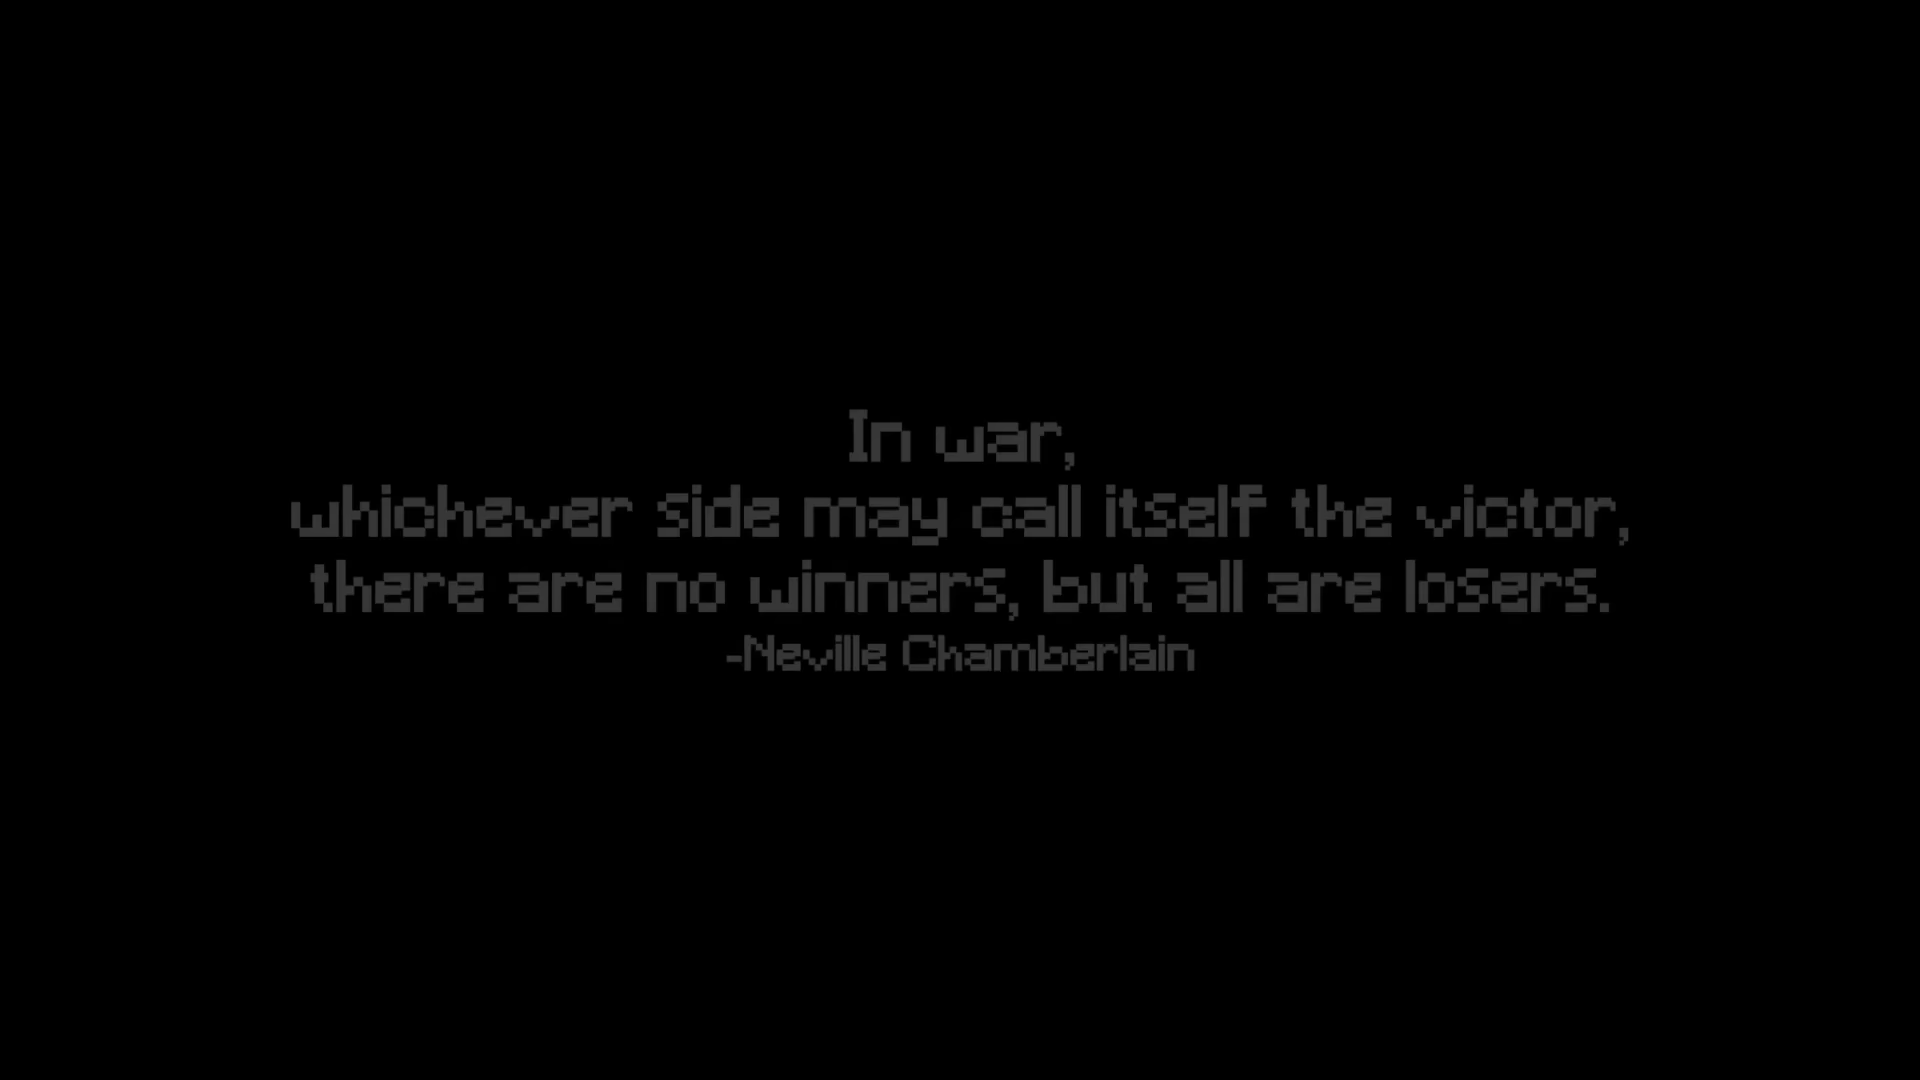 In war,
whichever side may call itself the victor,
there are no winners, but all are losers.
-Neville Chamberlain